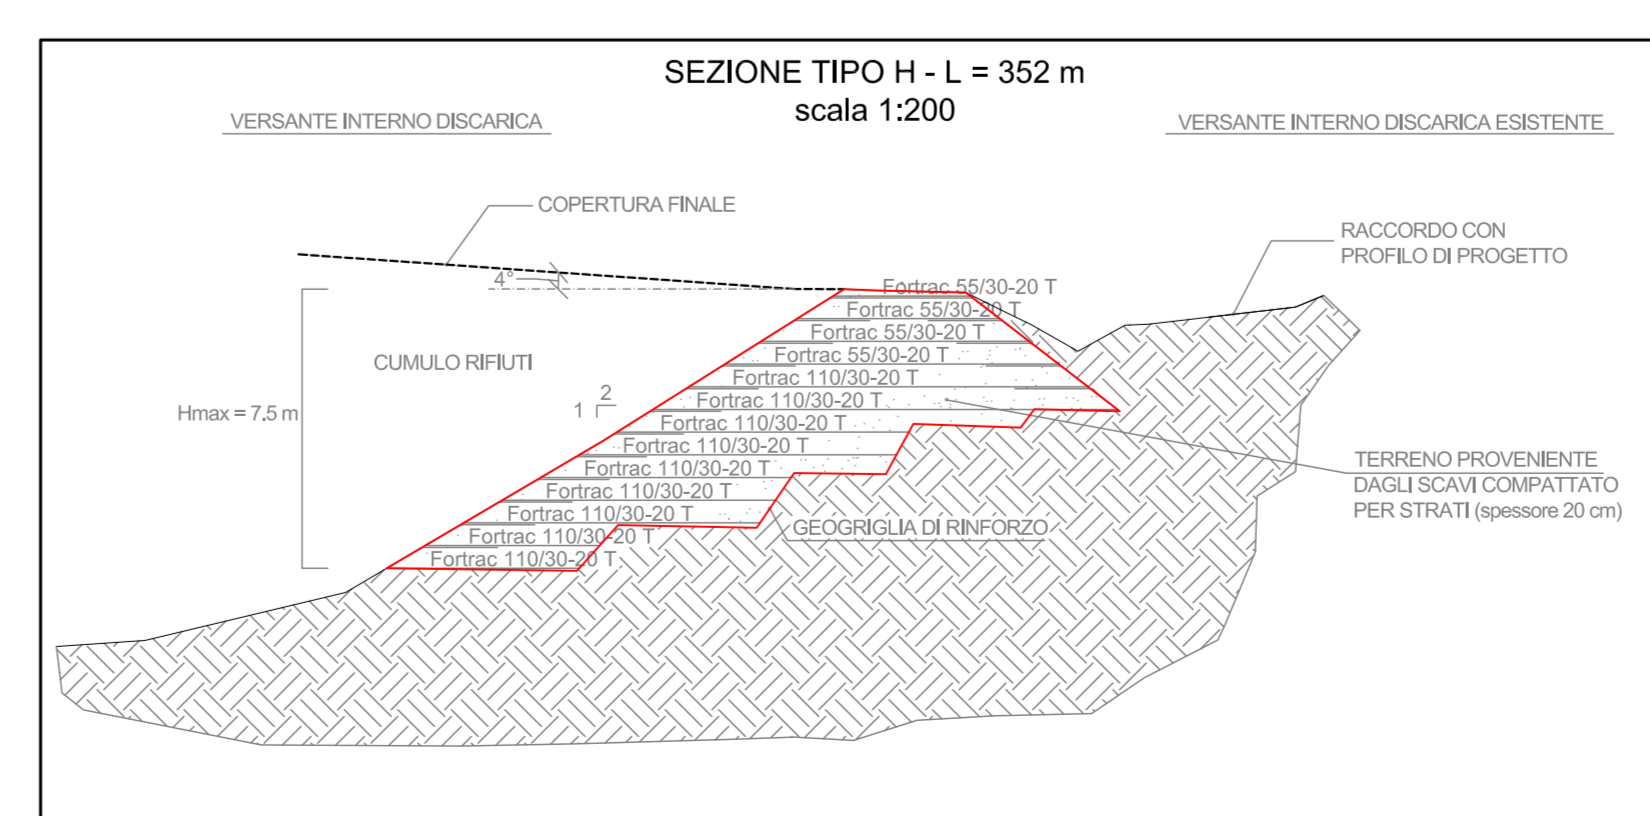 SEZIONE TIPO H - L = 352 m
scala 1:200
VERSANTE INTERNO DISCARICA
VERSANTE INTERNO DISCARICA ESISTENTE
COPERTURA FINALE
RACCORDO CON
PROFILO DI PROGETTO
4°
Fortrac 55/30-20 T
Fortrac 55/30-20 T
Fortrac 55/30-20 T
Fortrac 55/30-20 T
CUMULO RIFIUTI
Fortrac 110/30-20 T
Fortrac 110/30-20 T
2
1
Hmax = 7.5 m
Fortrac 110/30-20 T
Fortrac 110/30-20 T
Fortrac 110/30-20 T
Fortrac 110/30-20 T
Fortrac 110/30-20 T
Fortrac 110/30-20 T
Fortrac 110/30-20 T
TERRENO PROVENIENTE
DAGLI SCAVI COMPATTATO
PER STRATI (spessore 20 cm)
GEOGRIGLIA DI RINFORZO